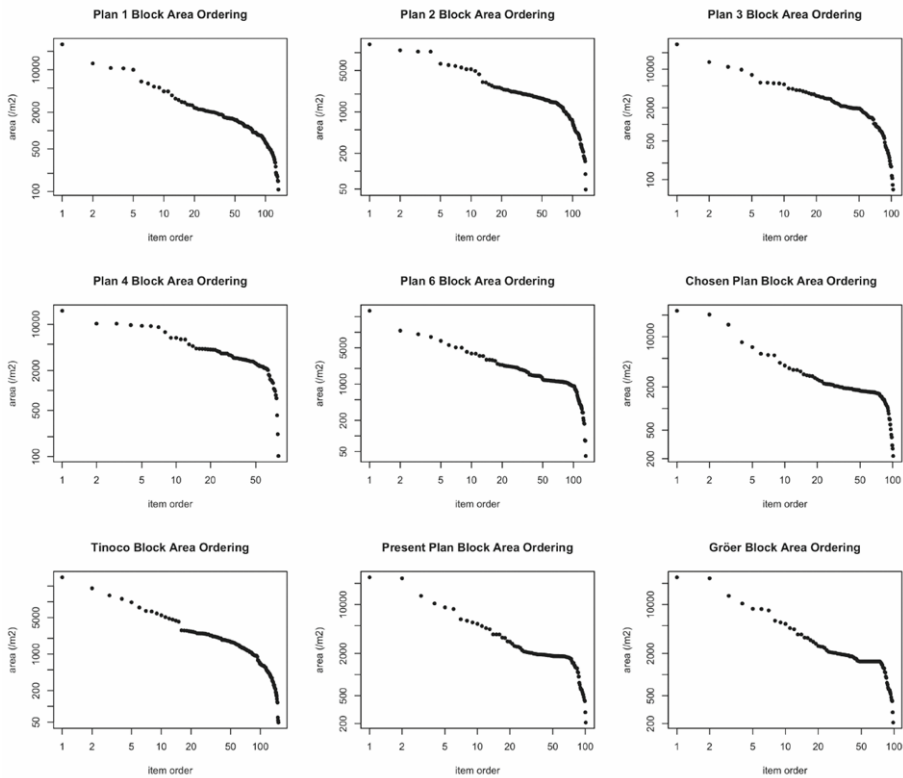 Plan 1 Block Area Ordering
area (/m2)
10000
2000
500
100
1 2 5 10 20 50 100
item order
Plan 2 Block Area Ordering
area (/m2)
5000
1000
200
50
1 2 5 10 20 50 100
item order
Plan 3 Block Area Ordering
area (/m2)
10000
2000
500
100
1 2 5 10 20 50 100
item order
Plan 4 Block Area Ordering
area (/m2)
10000
2000
500
100
1 2 5 10 20 50
item order
Plan 6 Block Area Ordering
area (/m2)
5000
1000
200
50
1 2 5 10 20 50 100
item order
Chosen Plan Block Area Ordering
area (/m2)
10000
2000
500
200
1 2 5 10 20 50 100
item order
Tinoco Block Area Ordering
area (/m2)
5000
1000
200
50
1 2 5 10 20 50 100
item order
Present Plan Block Area Ordering
area (/m2)
10000
2000
500
200
1 2 5 10 20 50 100
item order
Gröer Block Area Ordering
area (/m2)
10000
2000
500
200
1 2 5 10 20 50 100
item order